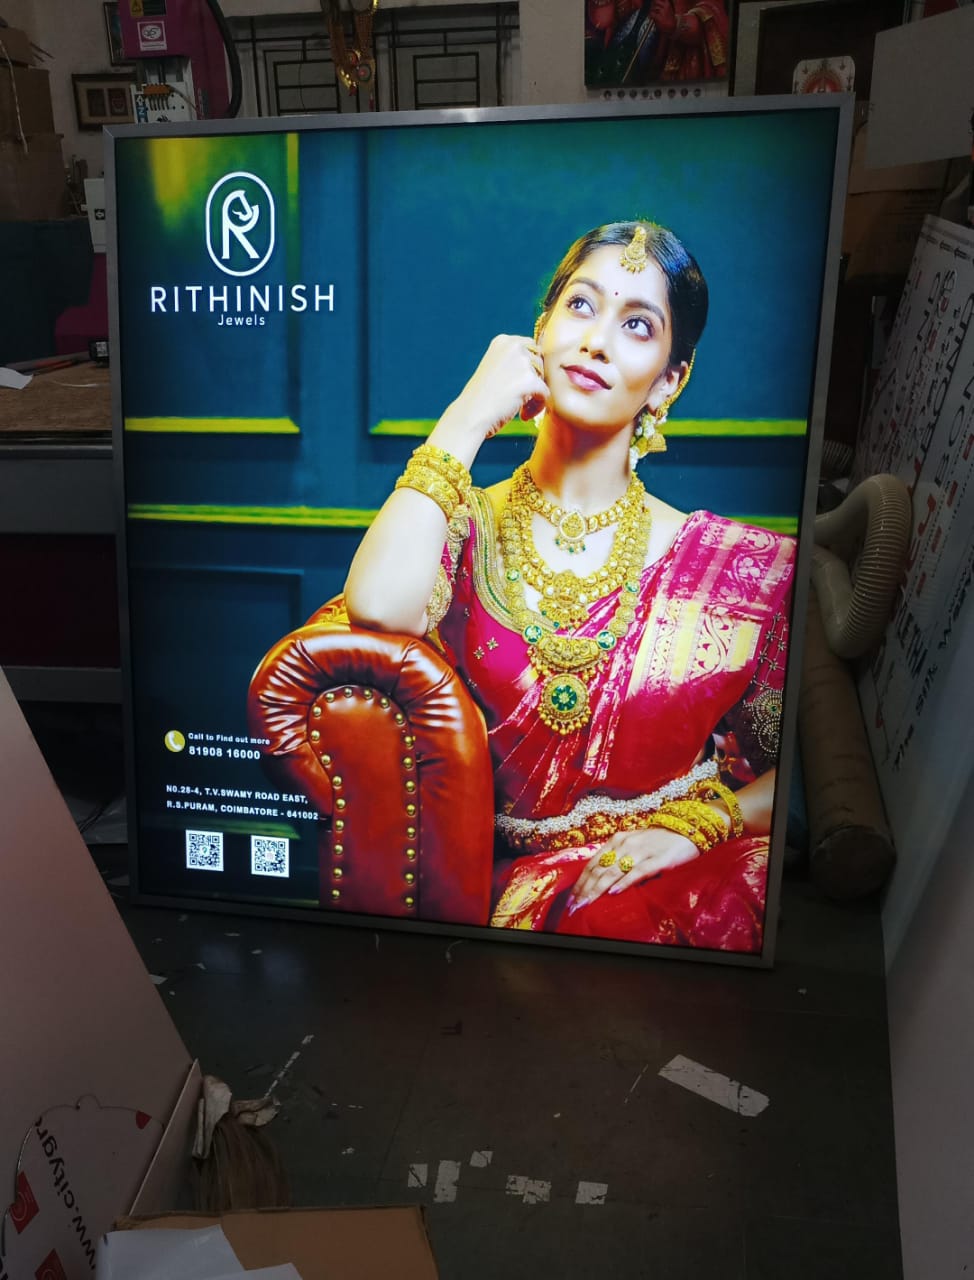 RITHINISH
Jewels
Call to Find out more
81908 16000
NO.28-4, T.V.SWAMY ROAD EAST,
R.S.PURAM, COIMBATORE - 641002